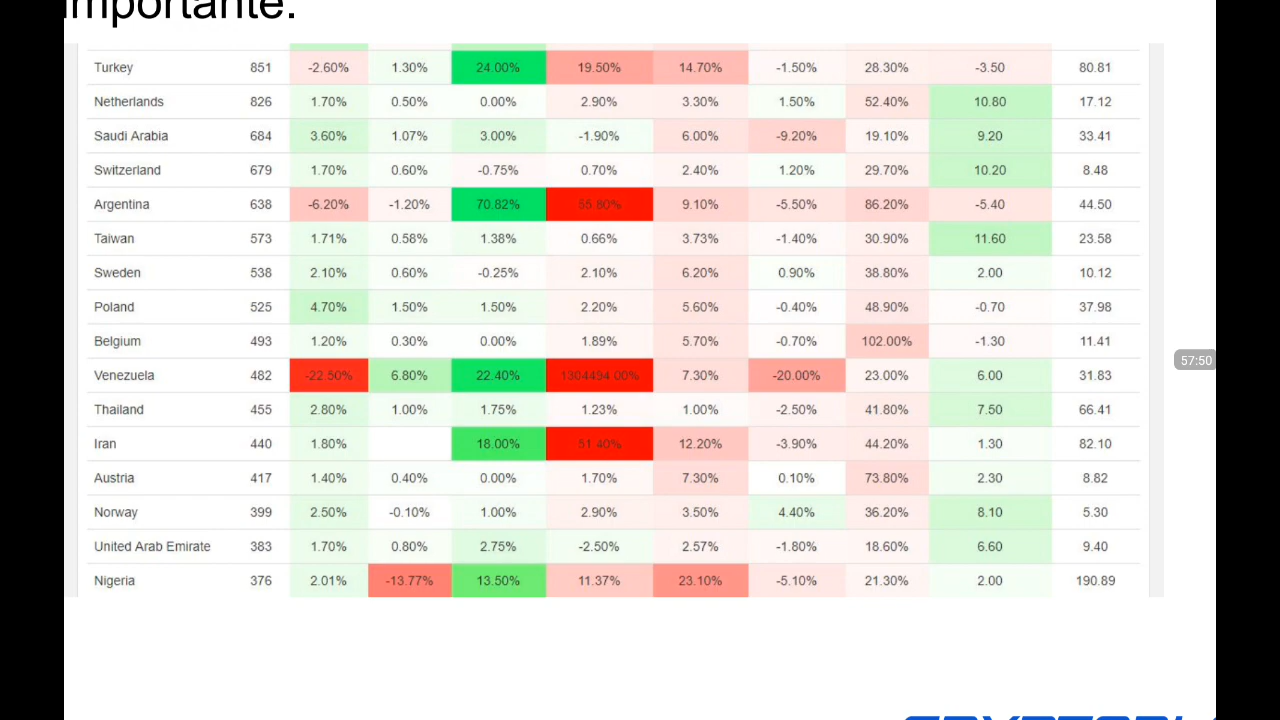 importante.
Turkey 851 -2.60% 1.30% 24.00% 19.50% 14.70% -1.50% 28.30% -3.50 80.81
Netherlands 826 1.70% 0.50% 0.00% 2.90% 3.30% 1.50% 52.40% 10.80 17.12
Saudi Arabia 684 3.60% 1.07% 3.00% -1.90% 6.00% -9.20% 19.10% 9.20 33.41
Switzerland 679 1.70% 0.60% -0.75% 0.70% 2.40% 1.20% 29.70% 10.20 8.48
Argentina 638 -6.20% -1.20% 70.82% 55.80% 9.10% -5.50% 86.20% -5.40 44.50
Taiwan 573 1.71% 0.58% 1.38% 0.66% 3.73% -1.40% 30.90% 11.60 23.58
Sweden 538 2.10% 0.60% -0.25% 2.10% 6.20% 0.90% 38.80% 2.00 10.12
Poland 525 4.70% 1.50% 1.50% 2.20% 5.60% -0.40% 48.90% -0.70 37.98
Belgium 493 1.20% 0.30% 0.00% 1.89% 5.70% -0.70% 102.00% -1.30 11.41
57:50
Venezuela 482 -22.50% 6.80% 22.40% 1304494.00% 7.30% -20.00% 23.00% 6.00 31.83
Thailand 455 2.80% 1.00% 1.75% 1.23% 1.00% -2.50% 41.80% 7.50 66.41
Iran 440 1.80% 18.00% 51.40% 12.20% -3.90% 44.20% 1.30 82.10
Austria 417 1.40% 0.40% 0.00% 1.70% 7.30% 0.10% 73.80% 2.30 8.82
Norway 399 2.50% -0.10% 1.00% 2.90% 3.50% 4.40% 36.20% 8.10 5.30
United Arab Emirate 383 1.70% 0.80% 2.75% -2.50% 2.57% -1.80% 18.60% 6.60 9.40
Nigeria 376 2.01% -13.77% 13.50% 11.37% 23.10% -5.10% 21.30% 2.00 190.89